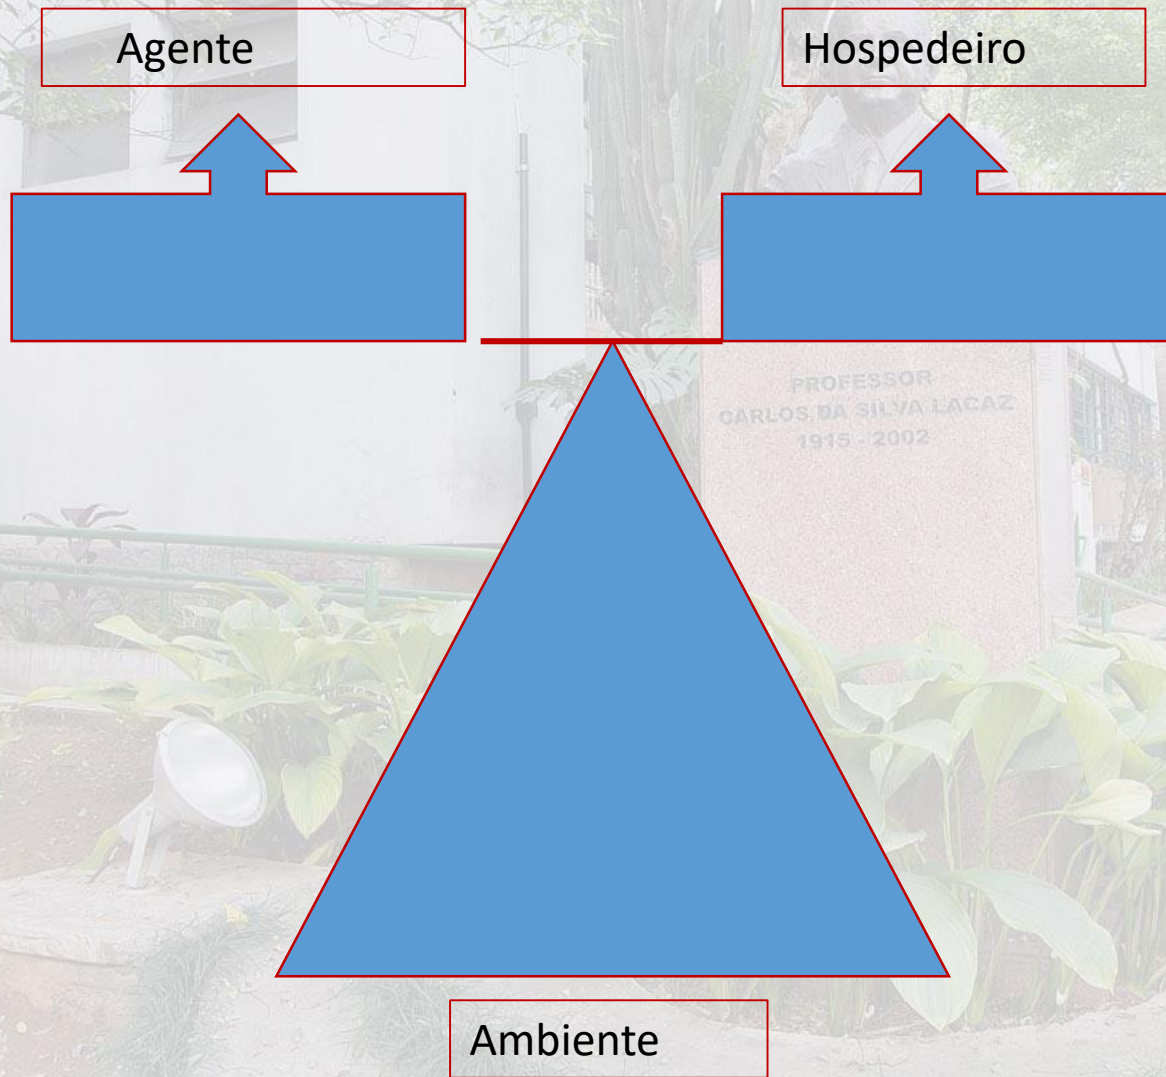 Agente
Hospedeiro
PROFESSOR
CARLOS DA SILVA LACAZ
1915 - 2002
Ambiente